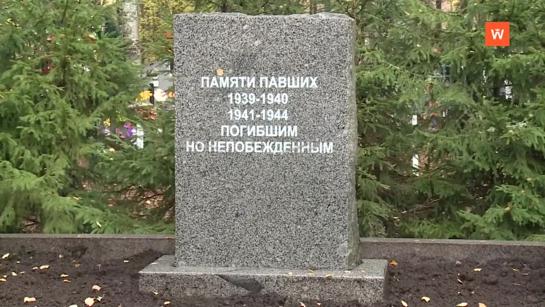 W
ПАМЯТИ ПАВШИХ
1939-1940
1941-1944
ПОГИБШИМ
НО НЕПОБЕЖДЕННЫМ